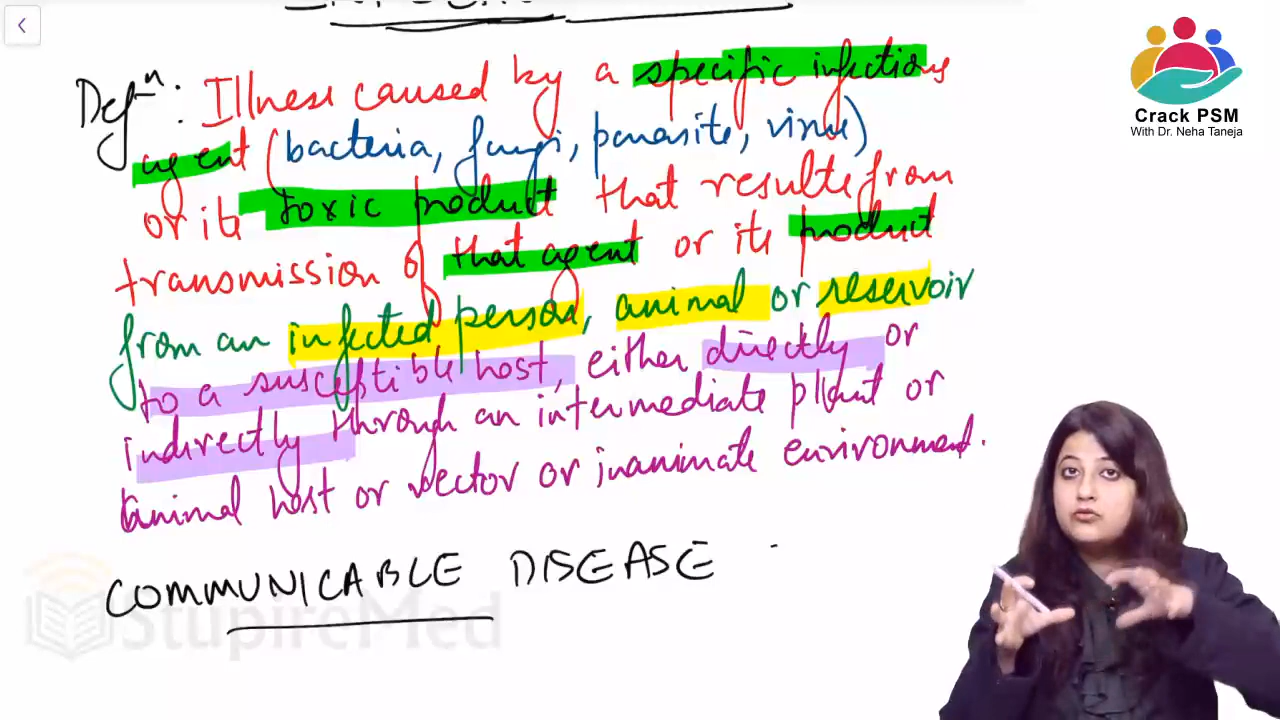 Defn : Illness caused by a specific infectious
agent (bacteria, fungi, parasite, virus)
or its toxic product that results from
transmission of that agent or its product
from an infected person, animal or reservoir
to a susceptible host, either directly or
indirectly through an intermediate plant or
animal host or vector or inanimate environment.
COMMUNICABLE DISEASE
Crack PSM
With Dr. Neha Taneja
StupireMed